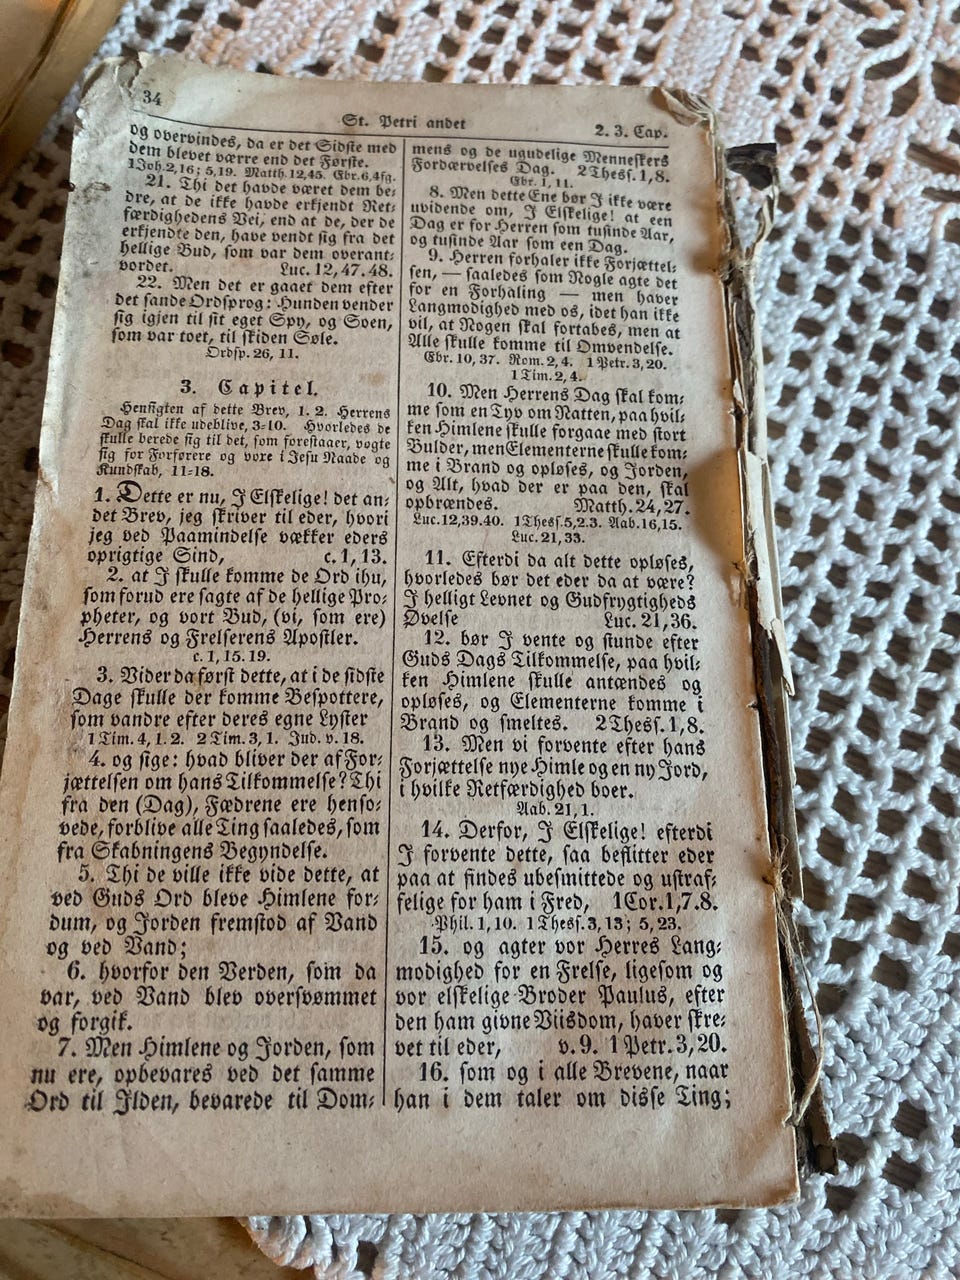 34
St. Petri andet
2. 3. Cap.
og overvindes, da er det Sidste med
dem blevet værre end det Første.
1 Joh. 2, 16; 5, 19. Matth. 12, 45. Ebr. 6, 4 fg.
21. Thi det havde været dem be-
dre, at de ikke havde erkjendt Ret-
færdighedens Vei, end at de, der de
erkjendte den, have vendt sig fra det
hellige Bud, som var dem overant-
vordet. Luc. 12, 47. 48.
22. Men det er gaaet dem efter
det sande Ordsprog: Hunden vender
sig igjen til sit eget Spy, og Soen,
som var toet, til skiden Søle.
Ordsp. 26, 11.
3. Capitel.
Hensigten af dette Brev, 1. 2. Herrens
Dag skal ikke udeblive, 3-10. Hvorledes de
skulle berede sig til det, som forestaaer, vogte
sig for Forførere og voxe i Jesu Naade og
Kundskab, 11-18.
1. Dette er nu, I Elskelige! det an-
det Brev, jeg skriver til eder, hvori
jeg ved Paamindelse vækker eders
oprigtige Sind, c. 1, 13.
2. at I skulle komme de Ord ihu,
som forud ere sagte af de hellige Pro-
pheter, og vort Bud, (vi, som ere)
Herrens og Frelserens Apostler.
c. 1, 15. 19.
3. Vider da først dette, at i de sidste
Dage skulle der komme Bespottere,
som vandre efter deres egne Lyster
1 Tim. 4, 1. 2. 2 Tim. 3, 1. Jud. v. 18.
4. og sige: hvad bliver der af For-
jættelsen om hans Tilkommelse? Thi
fra den (Dag), Fædrene ere henso-
vede, forblive alle Ting saaledes, som
fra Skabningens Begyndelse.
5. Thi de ville ikke vide dette, at
ved Guds Ord bleve Himlene for-
dum, og Jorden fremstod af Vand
og ved Vand;
6. hvorfor den Verden, som da
var, ved Vand blev oversvømmet
og forgik.
7. Men Himlene og Jorden, som
nu ere, opbevares ved det samme
Ord til Ilden, bevarede til Dom-
mens og de ugudelige Menneskers
Fordærvelses Dag. 2 Thess. 1, 8.
Ebr. 1, 11.
8. Men dette Ene bør I ikke være
uvidende om, I Elskelige! at een
Dag er for Herren som tusinde Aar,
og tusinde Aar som een Dag.
9. Herren forhaler ikke Forjættel-
sen, — saaledes som Nogle agte det
for en Forhaling — men haver
Langmodighed med os, idet han ikke
vil, at Nogen skal fortabes, men at
Alle skulle komme til Omvendelse.
Ebr. 10, 37. Rom. 2, 4. 1 Petr. 3, 20.
1 Tim. 2, 4.
10. Men Herrens Dag skal kom-
me som en Tyv om Natten, paa hvil-
ken Himlene skulle forgaae med stort
Bulder, men Elementerne skulle kom-
me i Brand og opløses, og Jorden,
og Alt, hvad der er paa den, skal
opbrændes. Matth. 24, 27.
Luc. 12, 39. 40. 1 Thess. 5, 2. 3. Aab. 16, 15.
Luc. 21, 33.
11. Efterdi da alt dette opløses,
hvorledes bør det eder da at være?
I helligt Levnet og Gudfrygtigheds
Øvelse Luc. 21, 36.
12. bør I vente og stunde efter
Guds Dags Tilkommelse, paa hvil-
ken Himlene skulle antændes og
opløses, og Elementerne komme i
Brand og smeltes. 2 Thess. 1, 8.
13. Men vi forvente efter hans
Forjættelse nye Himle og en ny Jord,
i hvilke Retfærdighed boer.
Aab. 21, 1.
14. Derfor, I Elskelige! efterdi
I forvente dette, saa beflitter eder
paa at findes ubesmittede og ustraf-
felige for ham i Fred, 1 Cor. 1, 7. 8.
Phil. 1, 10. 1 Thess. 3, 13; 5, 23.
15. og agter vor Herres Lang-
modighed for en Frelse, ligesom og
vor elskelige Broder Paulus, efter
den ham givne Viisdom, haver skre-
vet til eder, v. 9. 1 Petr. 3, 20.
16. som og i alle Brevene, naar
han i dem taler om disse Ting;